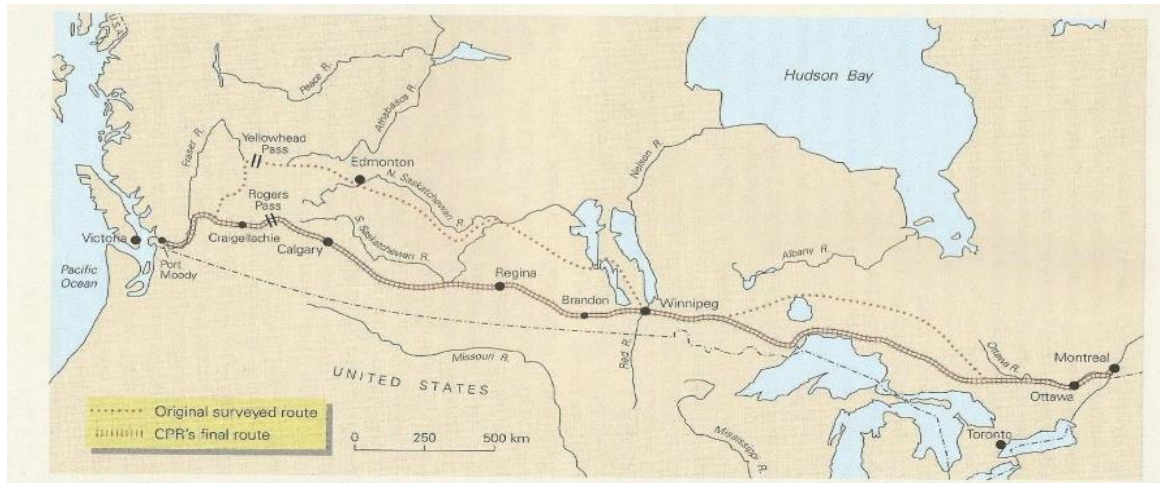 U.S.A.
Hudson Bay
Peace R.
Athabasca R.
Fraser R.
Yellowhead
Pass
Edmonton
N. Saskatchewan R.
Nelson R.
Rogers
Pass
Victoria
Craigellachie
Calgary
S. Saskatchewan R.
Albany R.
Pacific
Ocean
Port
Moody
Regina
Brandon
Winnipeg
Missouri R.
Red R.
Ottawa R.
Montreal
UNITED STATES
Ottawa
Original surveyed route
CPR's final route
0 250 500 km
Mississippi R.
Toronto